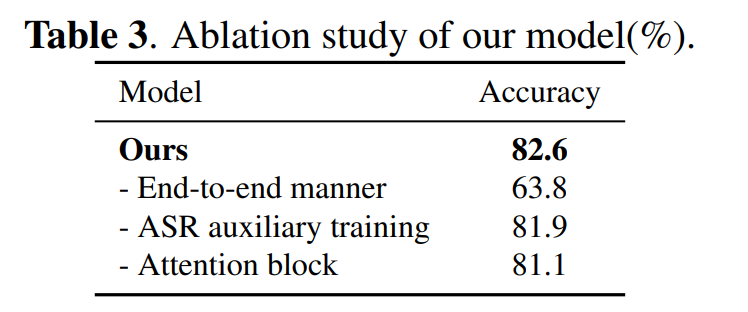 Table 3. Ablation study of our model(%).
Model Accuracy
Ours 82.6
- End-to-end manner 63.8
- ASR auxiliary training 81.9
- Attention block 81.1